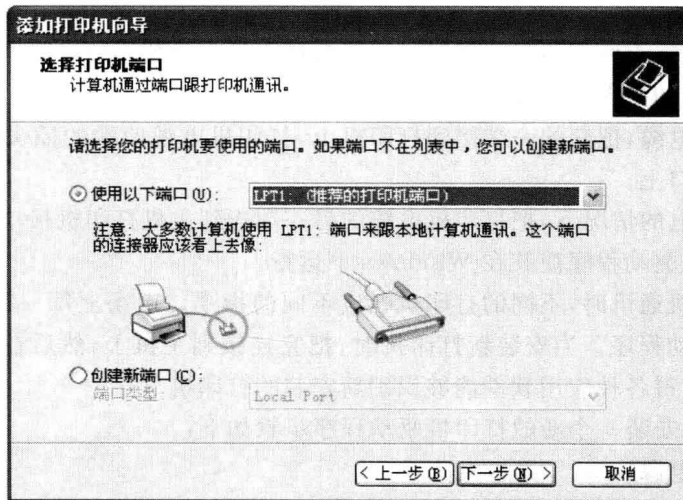 添加打印机向导
选择打印机端口
计算机通过端口跟打印机通讯。
请选择您的打印机要使用的端口。如果端口不在列表中，您可以创建新端口。
使用以下端口(U):
LPT1: (推荐的打印机端口)
注意：大多数计算机使用 LPT1: 端口来跟本地计算机通讯。这个端口
的连接器应该看上去像:
创建新端口(C):
端口类型:
Local Port
< 上一步(B)
下一步(N) >
取消